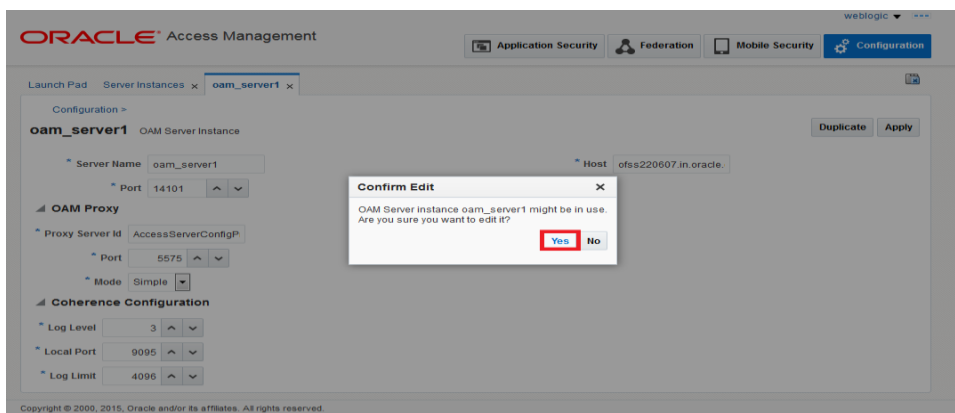 weblogic
ORACLE Access Management
Application Security Federation Mobile Security Configuration
Launch Pad Server Instances x oam_server1 x
Configuration >
oam_server1 OAM Server Instance
Duplicate Apply
* Server Name oam_server1
* Host ofss220607.in.oracle.
* Port 14101
Confirm Edit
OAM Server instance oam_server1 might be in use.
Are you sure you want to edit it?
Yes No
OAM Proxy
* Proxy Server Id AccessServerConfigP
* Port 5575
* Mode Simple
Coherence Configuration
* Log Level 3
* Local Port 9095
* Log Limit 4096
Copyright © 2000, 2015, Oracle and/or its affiliates. All rights reserved.